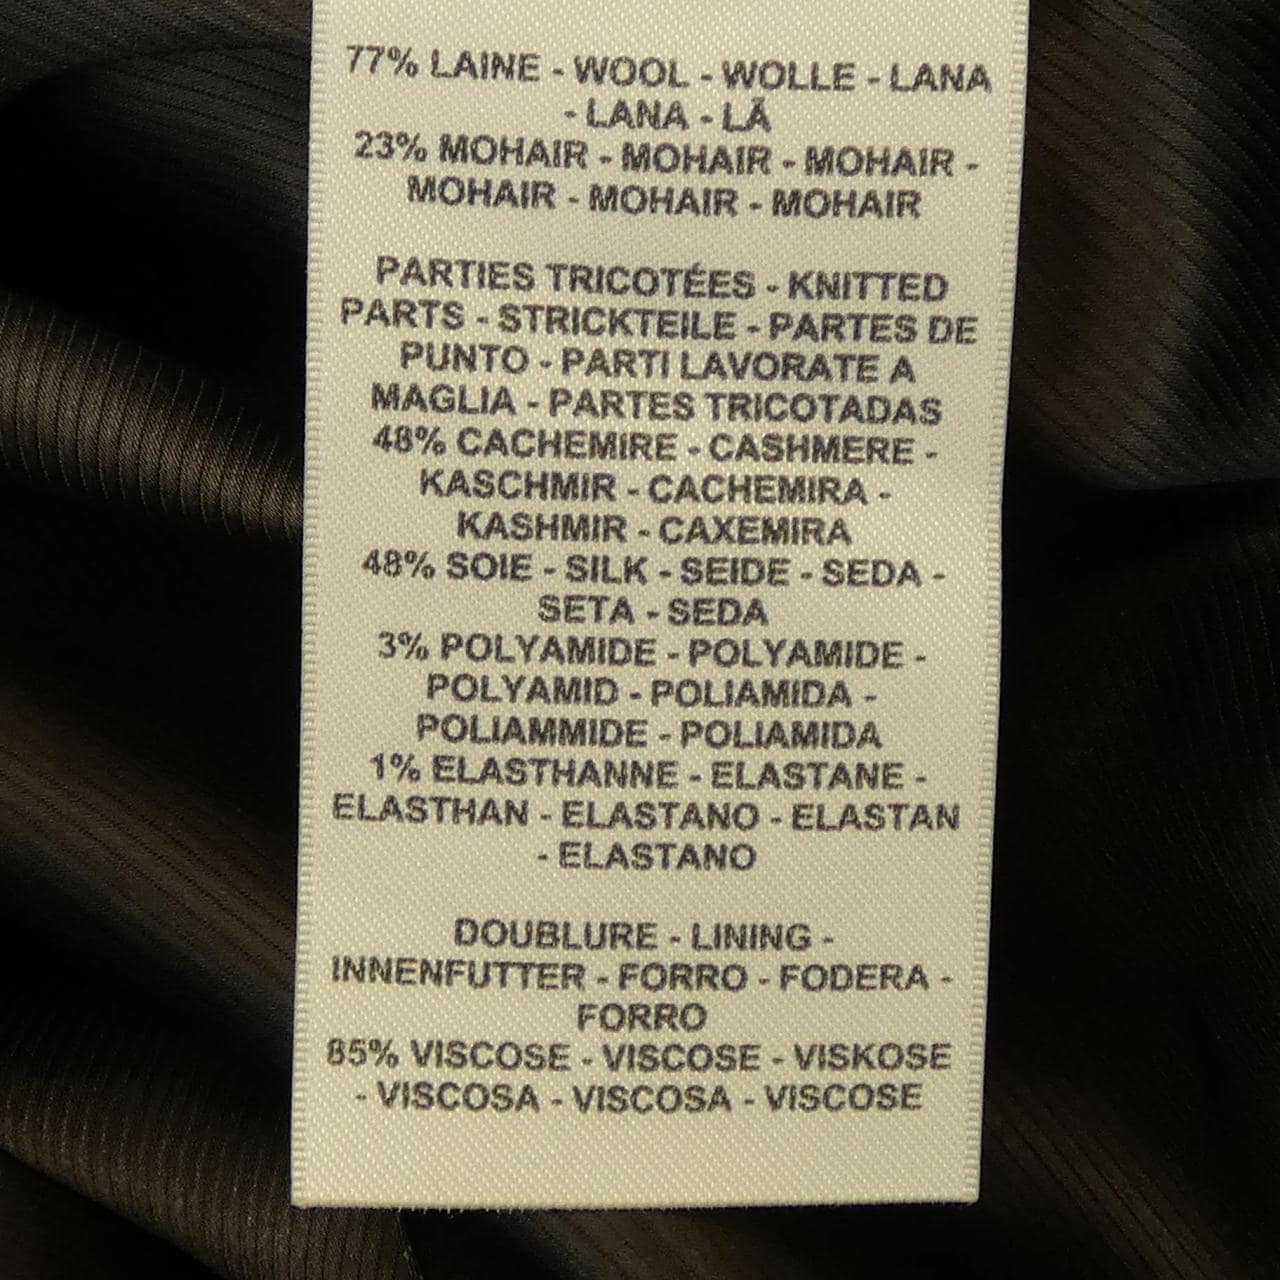 77% LAINE - WOOL - WOLLE - LANA
- LANA - LÃ
23% MOHAIR - MOHAIR - MOHAIR -
MOHAIR - MOHAIR - MOHAIR
PARTIES TRICOTÉES - KNITTED
PARTS - STRICKTEILE - PARTES DE
PUNTO - PARTI LAVORATE A
MAGLIA - PARTES TRICOTADAS
48% CACHEMIRE - CASHMERE -
KASCHMIR - CACHEMIRA -
KASHMIR - CAXEMIRA
48% SOIE - SILK - SEIDE - SEDA -
SETA - SEDA
3% POLYAMIDE - POLYAMIDE -
POLYAMID - POLIAMIDA -
POLIAMMIDE - POLIAMIDA
1% ELASTHANNE - ELASTANE -
ELASTHAN - ELASTANO - ELASTAN
- ELASTANO
DOUBLURE - LINING -
INNENFUTTER - FORRO - FODERA -
FORRO
85% VISCOSE - VISCOSE - VISKOSE
- VISCOSA - VISCOSA - VISCOSE